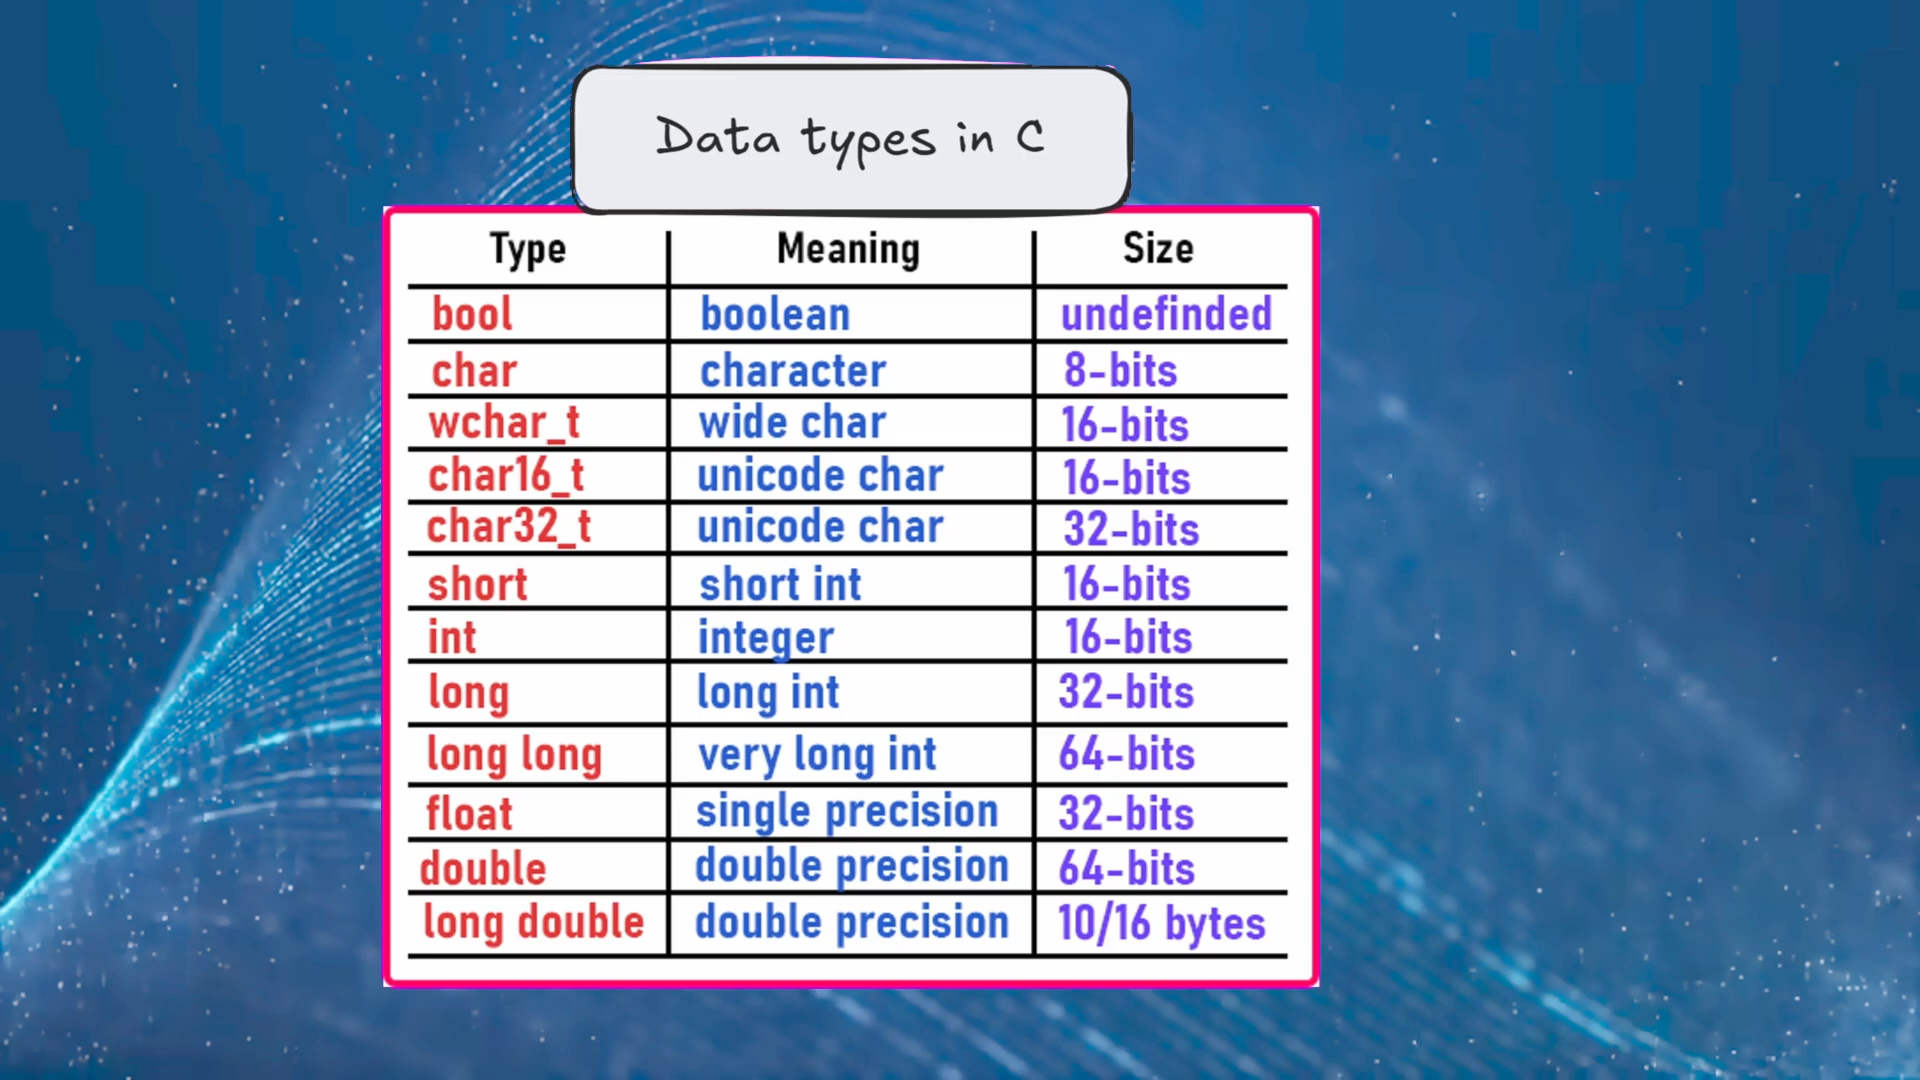 Data types in C
Type Meaning Size
bool boolean undefinded
char character 8-bits
wchar_t wide char 16-bits
char16_t unicode char 16-bits
char32_t unicode char 32-bits
short short int 16-bits
int integer 16-bits
long long int 32-bits
long long very long int 64-bits
float single precision 32-bits
double double precision 64-bits
long double double precision 10/16 bytes